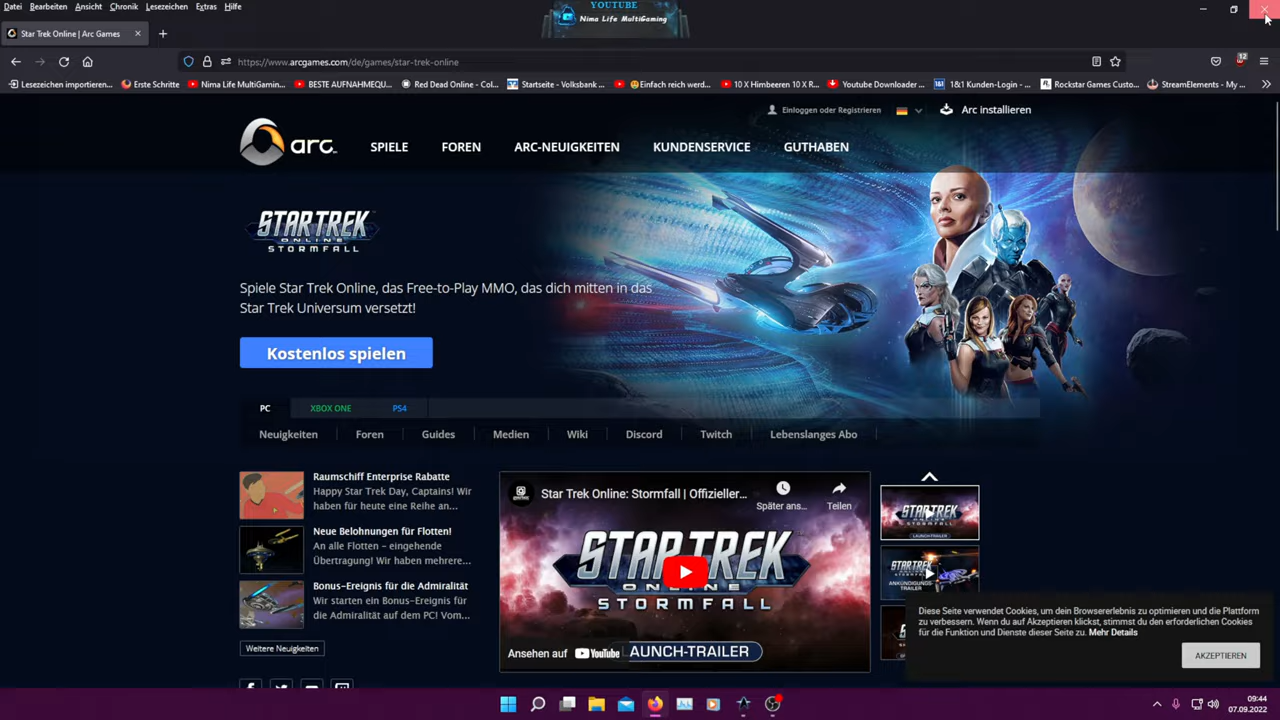 Datei Bearbeiten Ansicht Chronik Lesezeichen Extras Hilfe
YOUTUBE
Nima Life MultiGaming
Star Trek Online | Arc Games
https://www.arcgames.com/de/games/star-trek-online
12
Lesezeichen importieren... Erste Schritte Nima Life MultiGamin... BESTE AUFNAHMEQU... Red Dead Online - Col... Startseite - Volksbank ... Einfach reich werd... 10 X Himbeeren 10 X R... Youtube Downloader ... 1&1 Kunden-Login - ... Rockstar Games Custo... StreamElements - My ...
Einloggen oder Registrieren Arc installieren
arc
SPIELE FOREN ARC-NEUIGKEITEN KUNDENSERVICE GUTHABEN
STAR TREK
ONLINE
STORMFALL
Spiele Star Trek Online, das Free-to-Play MMO, das dich mitten in das
Star Trek Universum versetzt!
Kostenlos spielen
PC XBOX ONE PS4
Neuigkeiten Foren Guides Medien Wiki Discord Twitch Lebenslanges Abo
Raumschiff Enterprise Rabatte
Happy Star Trek Day, Captains! Wir
haben für heute eine Reihe an...
Neue Belohnungen für Flotten!
An alle Flotten – eingehende
Übertragung! Wir haben mehrere...
Bonus-Ereignis für die Admiralität
Wir starten ein Bonus-Ereignis für
die Admiralität auf dem PC! Vom...
Weitere Neuigkeiten
Star Trek Online: Stormfall | Offizieller...
Später ans...
Teilen
STAR TREK
ONLINE
STORMFALL
Ansehen auf YouTube
LAUNCH-TRAILER
STAR TREK
LAUNCH-TRAILER
ANKÜNDIGUNGS-
TRAILER
Diese Seite verwendet Cookies, um dein Browsererlebnis zu optimieren und die Plattform
zu verbessern. Wenn du auf Akzeptieren klickst, stimmst du den erforderlichen Cookies
für die Funktion und Dienste dieser Seite zu. Mehr Details
AKZEPTIEREN
09:44
07.09.2022